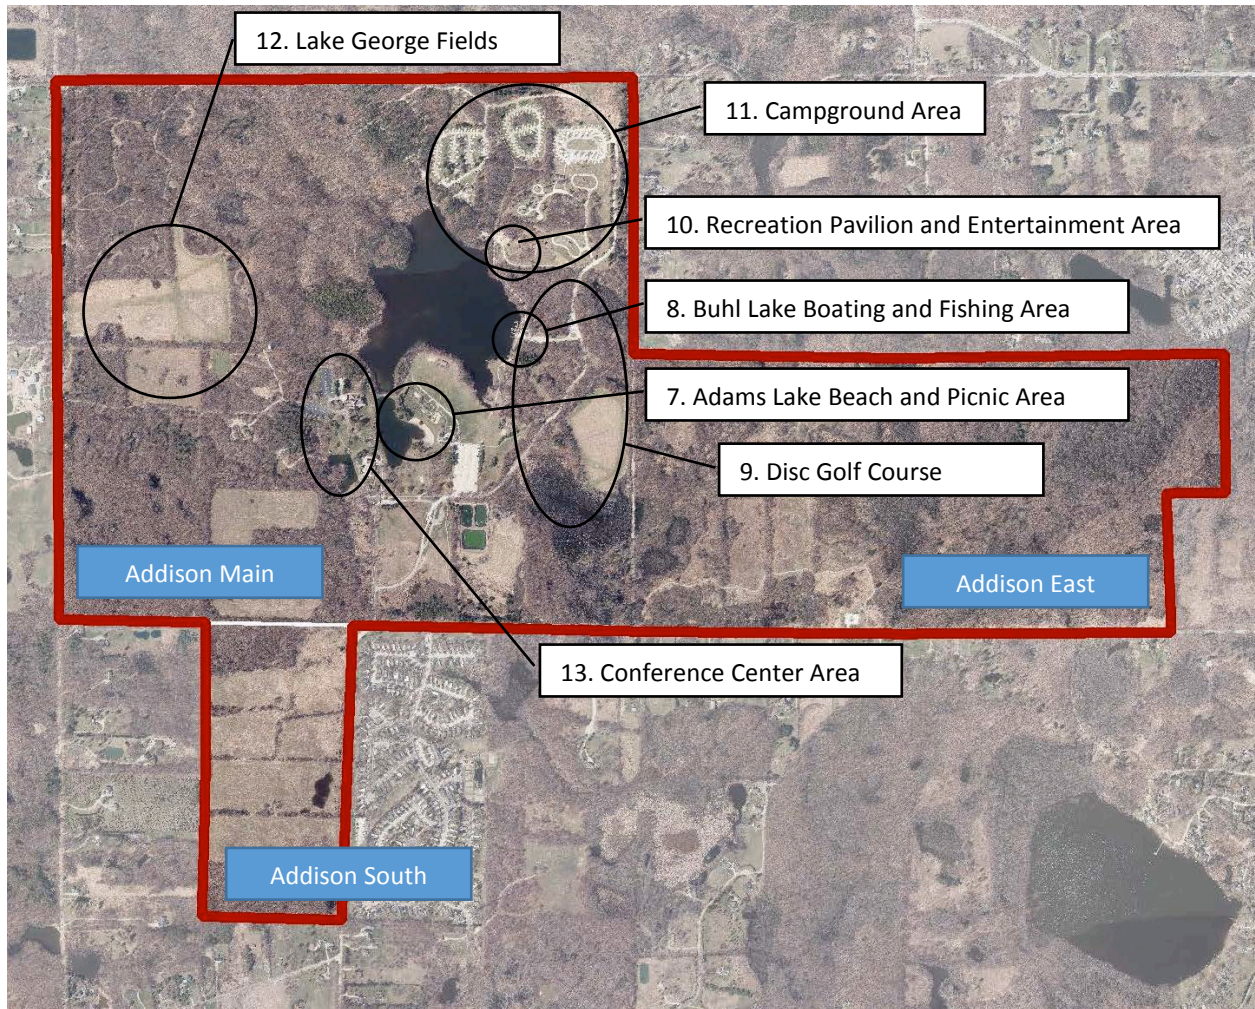 12. Lake George Fields
11. Campground Area
10. Recreation Pavilion and Entertainment Area
8. Buhl Lake Boating and Fishing Area
7. Adams Lake Beach and Picnic Area
9. Disc Golf Course
Addison Main
Addison East
13. Conference Center Area
Addison South